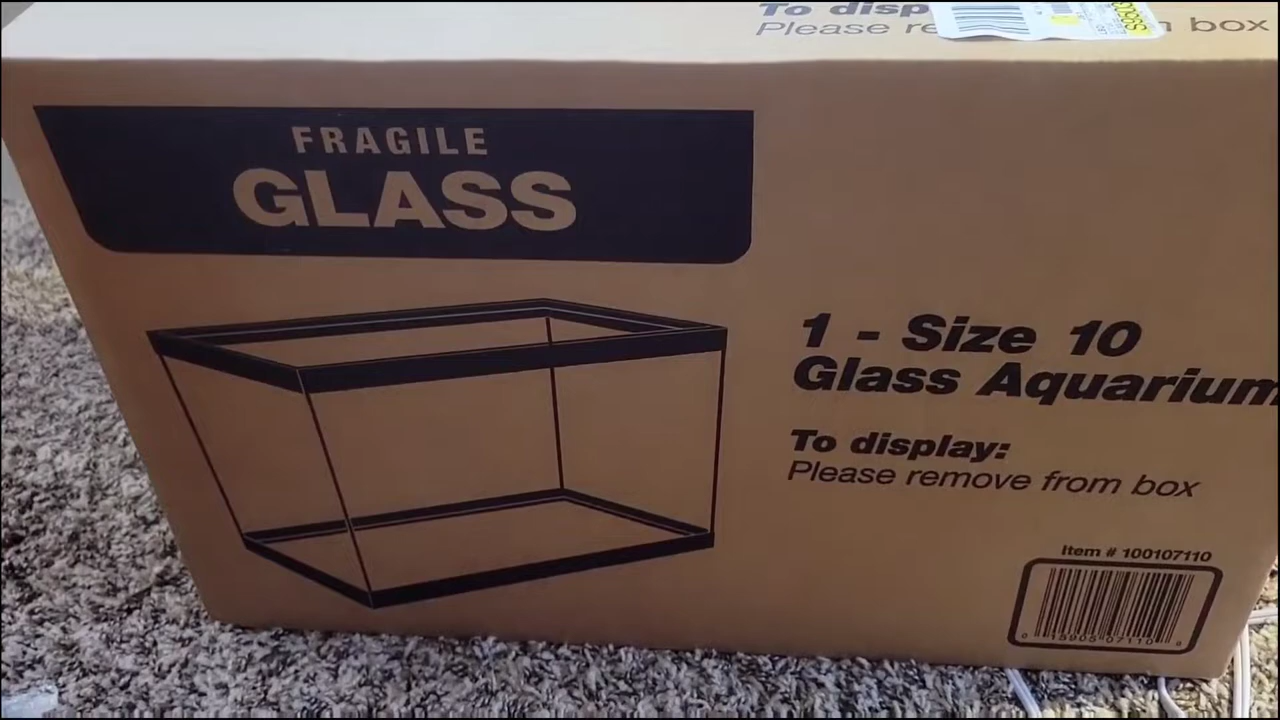 To disp
Please re
box
FRAGILE
GLASS
1 - Size 10
Glass Aquarium
To display:
Please remove from box
Item # 100107110